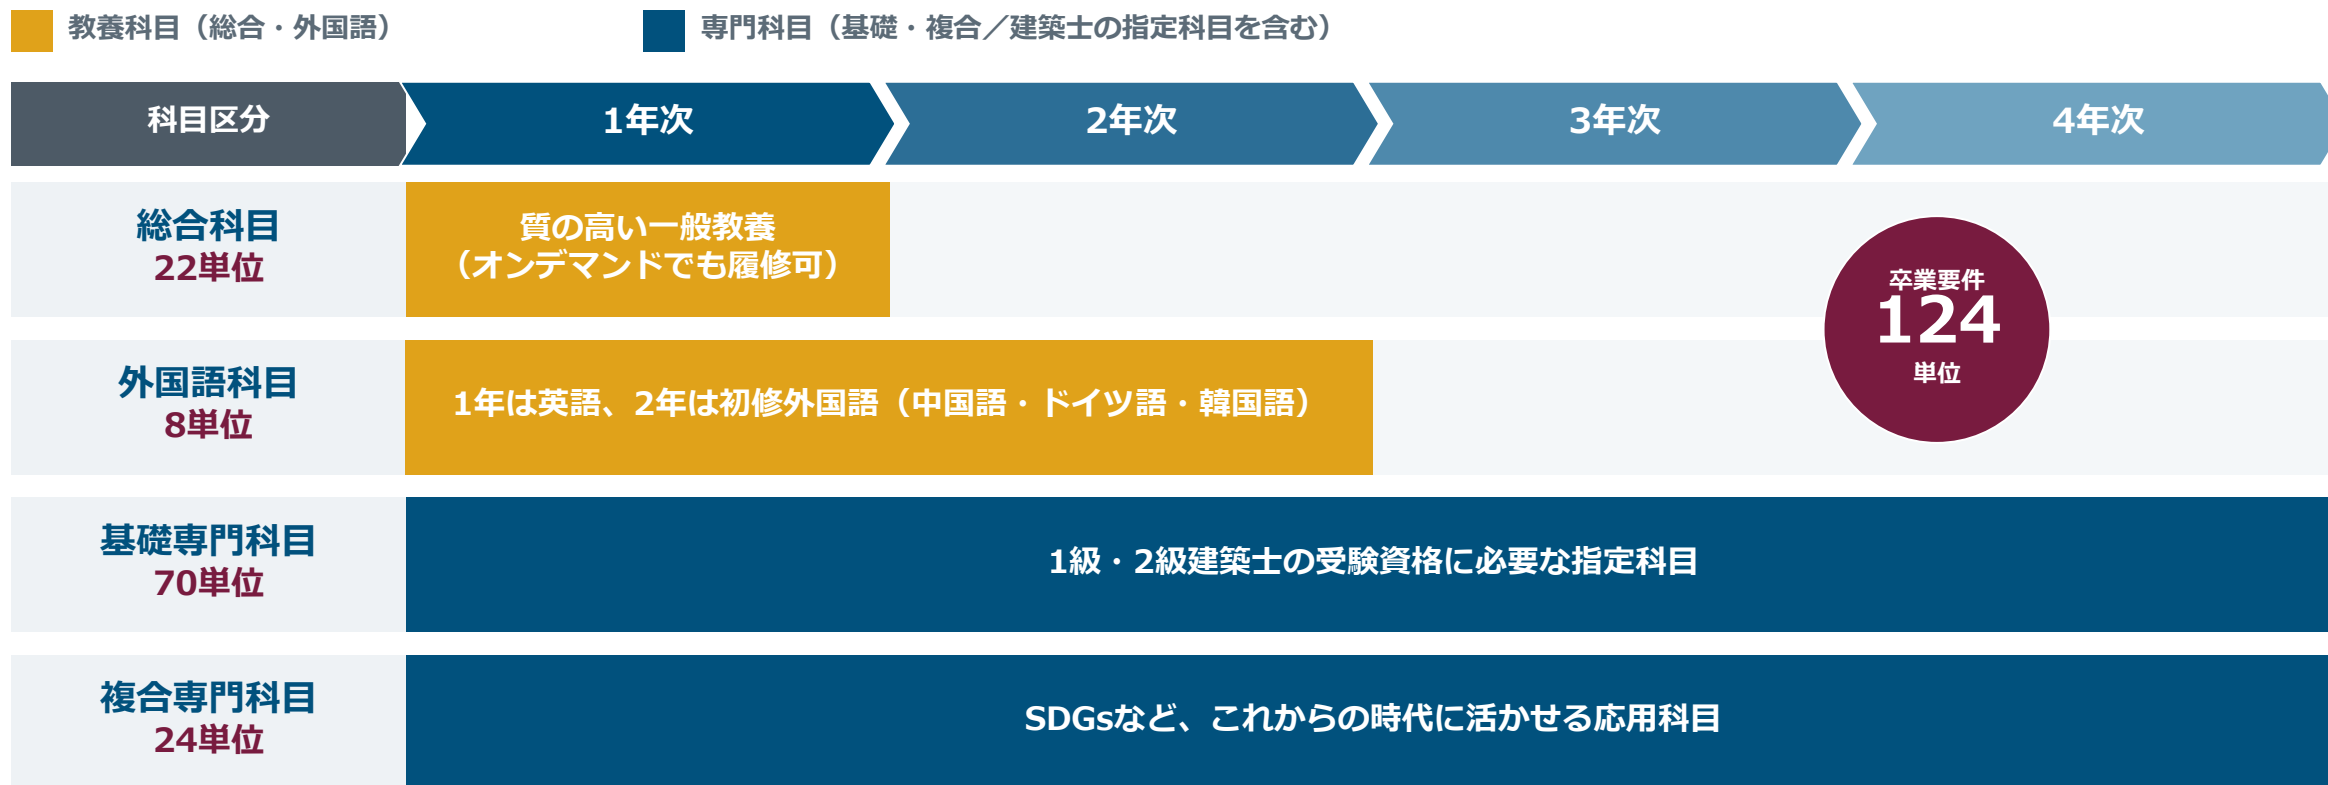 教養科目（総合・外国語）
専門科目（基礎・複合／建築士の指定科目を含む）
科目区分
1年次
2年次
3年次
4年次
総合科目
22単位
質の高い一般教養
（オンデマンドでも履修可）
卒業要件
124
単位
外国語科目
8単位
1年は英語、2年は初修外国語（中国語・ドイツ語・韓国語）
基礎専門科目
70単位
1級・2級建築士の受験資格に必要な指定科目
複合専門科目
24単位
SDGsなど、これからの時代に活かせる応用科目